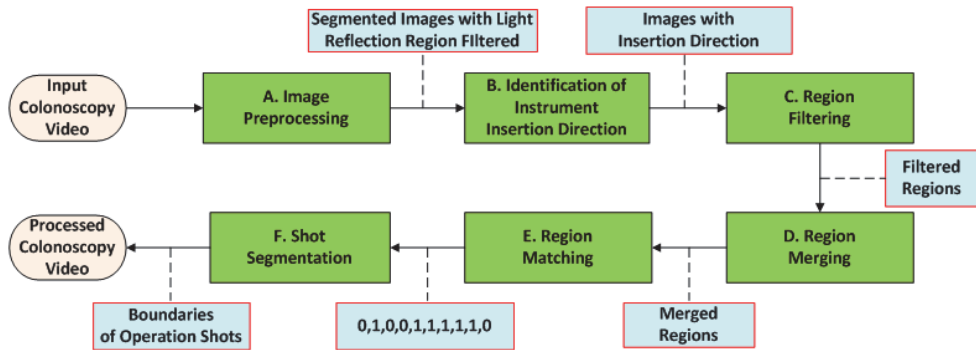 Segmented Images with Light
Reflection Region FIltered
Images with
Insertion Direction
Input
Colonoscopy
Video
A. Image
Preprocessing
B. Identification of
Instrument
Insertion Direction
C. Region
Filtering
Filtered
Regions
Processed
Colonoscopy
Video
F. Shot
Segmentation
E. Region
Matching
D. Region
Merging
Boundaries
of Operation Shots
0,1,0,0,1,1,1,1,1,0
Merged
Regions